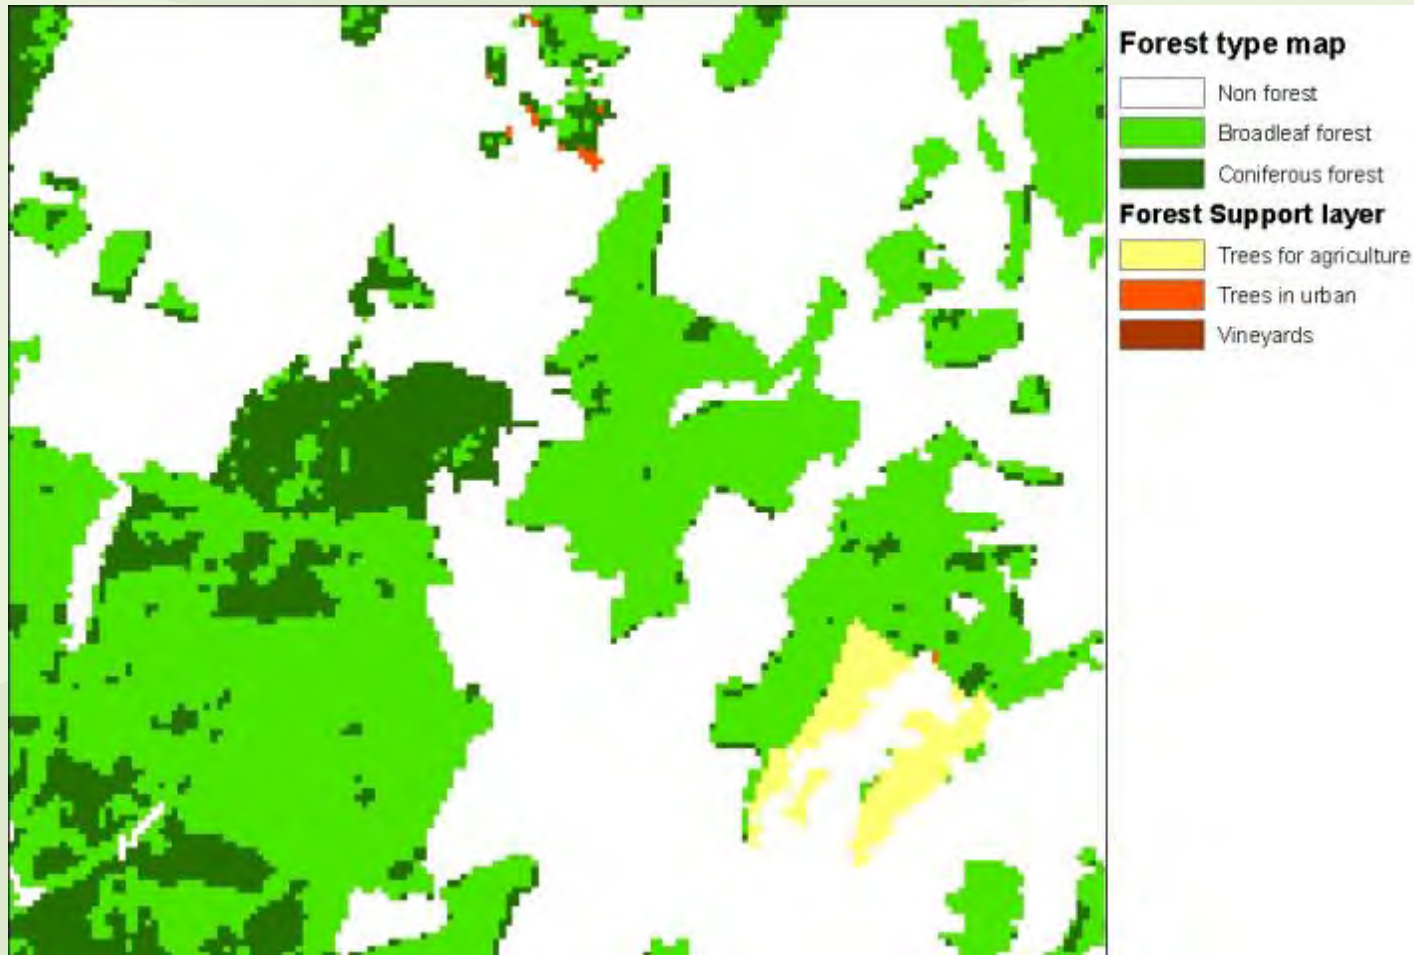 Forest type map
Non forest
Broadleaf forest
Coniferous forest
Forest Support layer
Trees for agriculture
Trees in urban
Vineyards